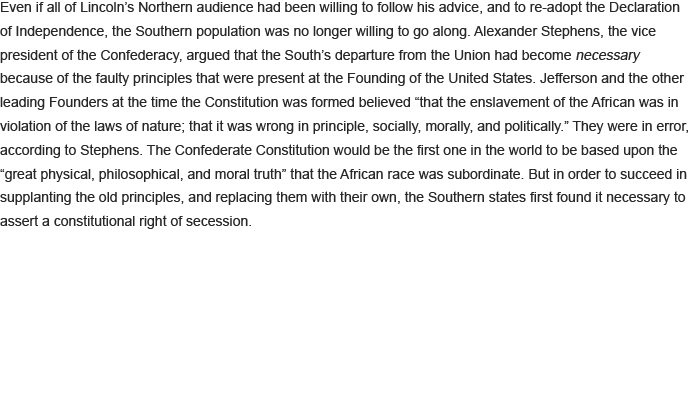 Even if all of Lincoln’s Northern audience had been willing to follow his advice, and to re-adopt the Declaration
of Independence, the Southern population was no longer willing to go along. Alexander Stephens, the vice
president of the Confederacy, argued that the South’s departure from the Union had become necessary
because of the faulty principles that were present at the Founding of the United States. Jefferson and the other
leading Founders at the time the Constitution was formed believed “that the enslavement of the African was in
violation of the laws of nature; that it was wrong in principle, socially, morally, and politically.” They were in error,
according to Stephens. The Confederate Constitution would be the first one in the world to be based upon the
“great physical, philosophical, and moral truth” that the African race was subordinate. But in order to succeed in
supplanting the old principles, and replacing them with their own, the Southern states first found it necessary to
assert a constitutional right of secession.